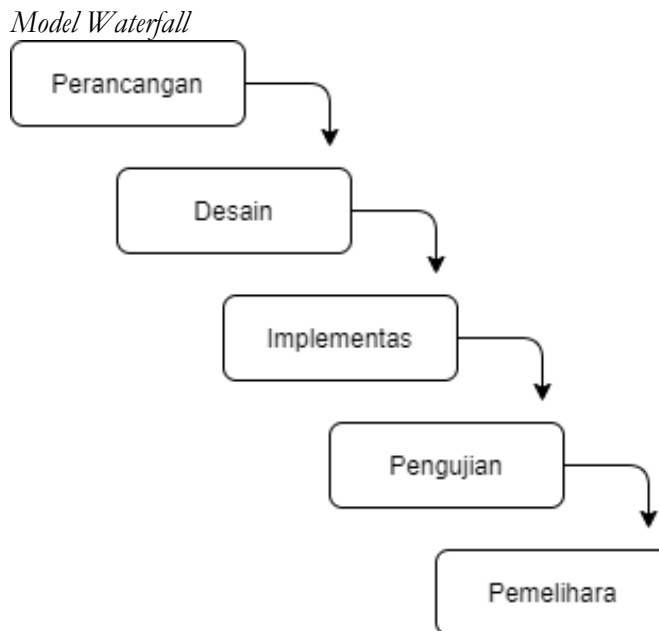 Model Waterfall
Perancangan
Desain
Implementas
Pengujian
Pemelihara